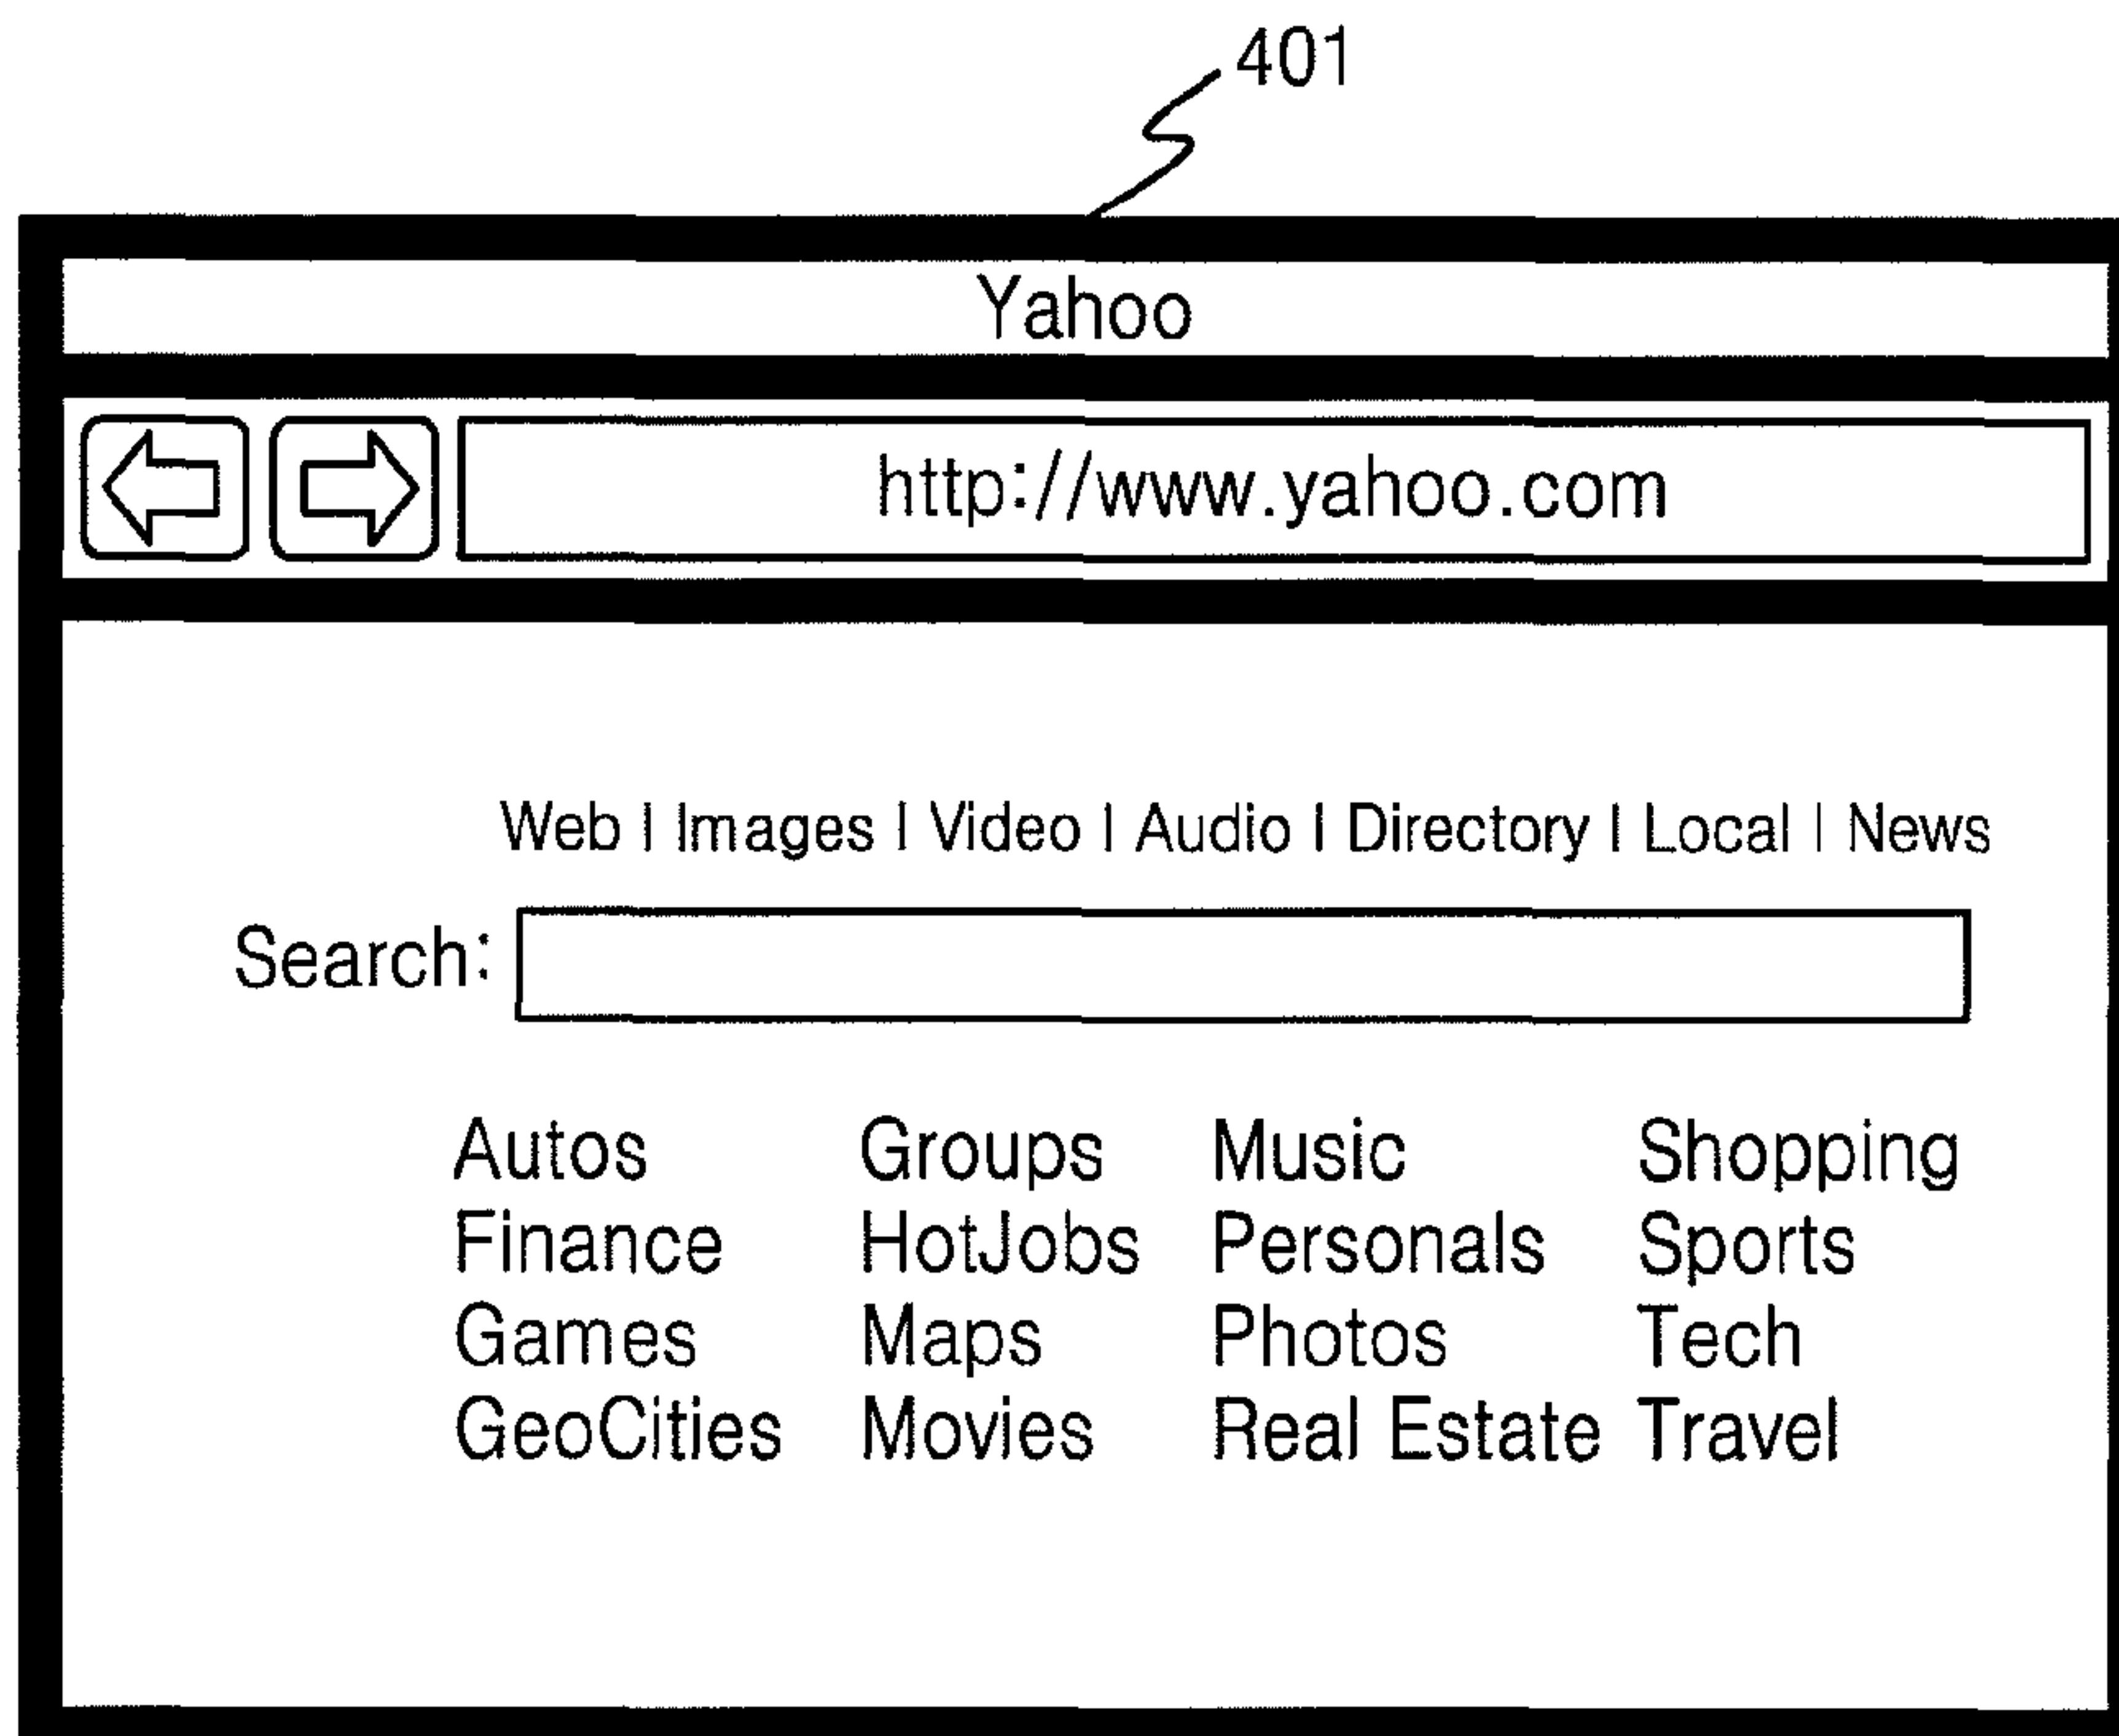 401
Yahoo
http://www.yahoo.com
Web | Images | Video | Audio | Directory | Local | News
Search:
Autos Groups Music Shopping
Finance HotJobs Personals Sports
Games Maps Photos Tech
GeoCities Movies Real Estate Travel